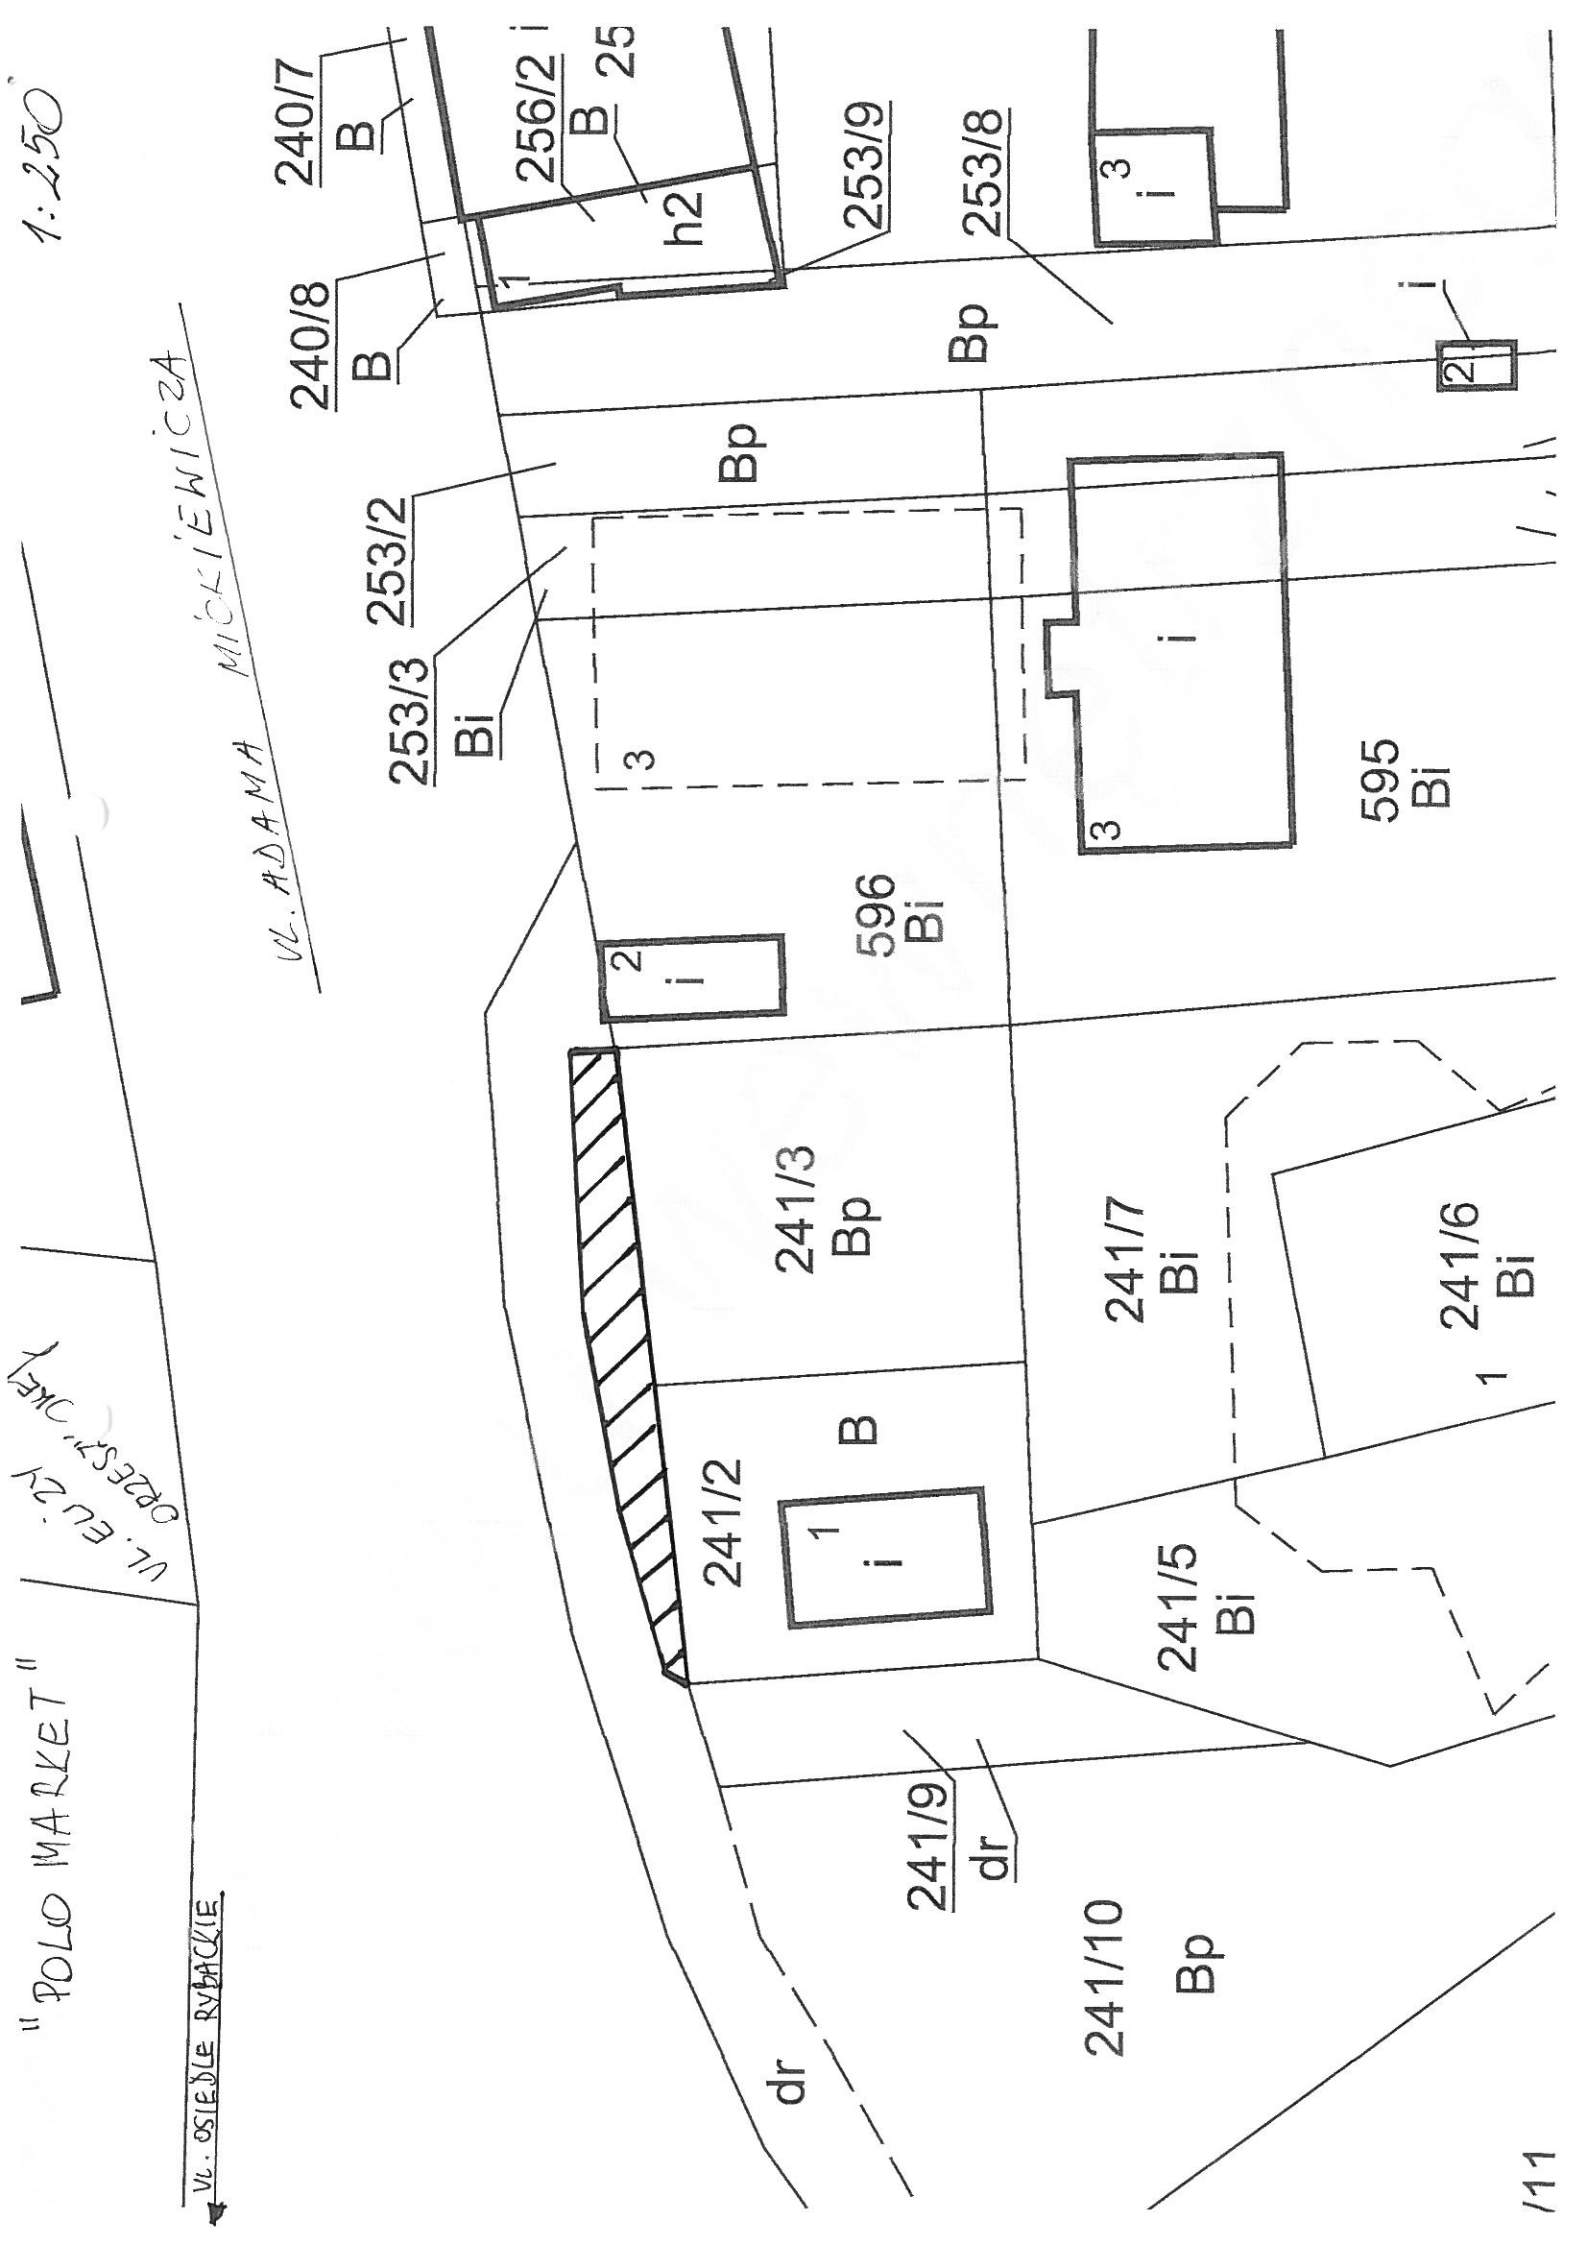 "POLO MARKET"
UL.
1:250
UL. OSIEDLE RYBACKIE
UL. ADAMA MICKIEWICZA
240/8
B
240/7
B
253/3
Bi
253/2
256/2 i
B
25
1
h2
3
2
i
241/2
Bp
dr
241/3
Bp
B
1
i
596
Bi
253/9
241/9
dr
Bp
253/8
241/10
Bp
241/7
Bi
3
i
3
i
241/5
Bi
595
Bi
241/6
Bi
1
2
i
/11